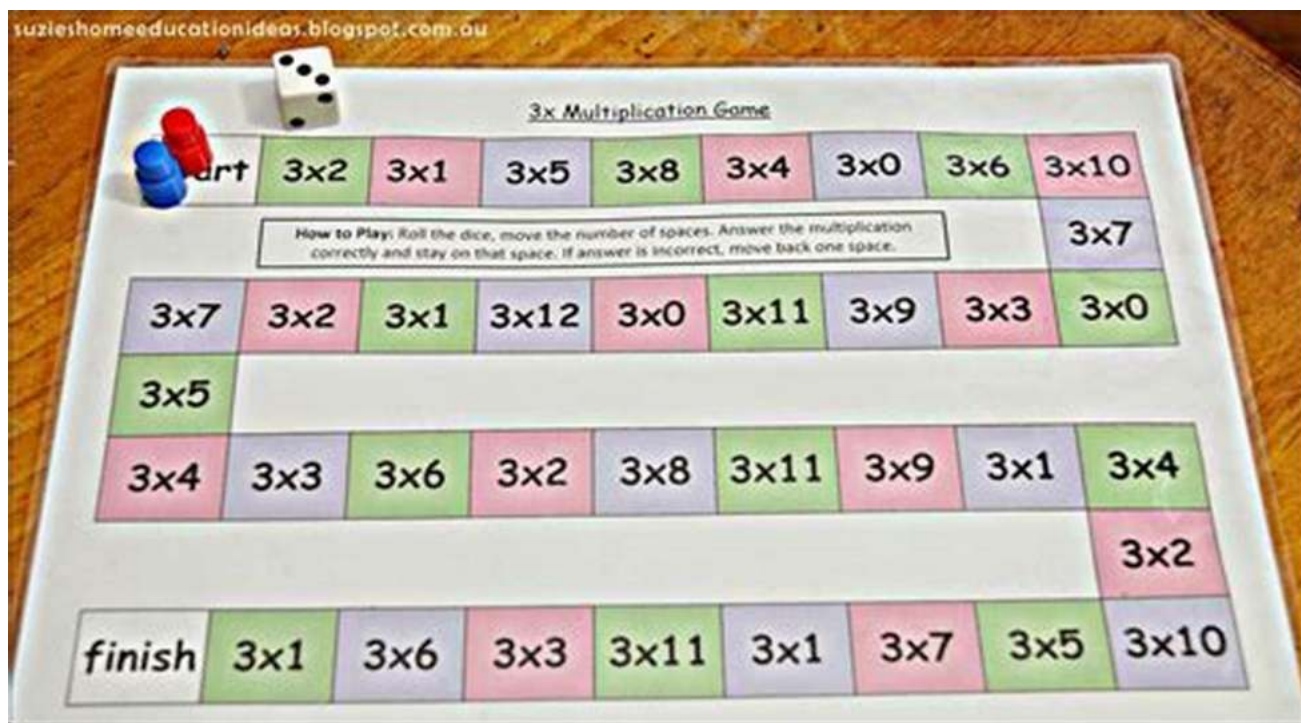 suzieshomeeducationideas.blogspot.com.au
3x Multiplication Game
art 3x2 3x1 3x5 3x8 3x4 3x0 3x6 3x10
How to Play: Roll the dice, move the number of spaces. Answer the multiplication
3x7
correctly and stay on that space. If answer is incorrect, move back one space.
3x7 3x2 3x1 3x12 3x0 3x11 3x9 3x3 3x0
3x5
3x4 3x3 3x6 3x2 3x8 3x11 3x9 3x1 3x4
3x2
finish 3x1 3x6 3x3 3x11 3x1 3x7 3x5 3x10